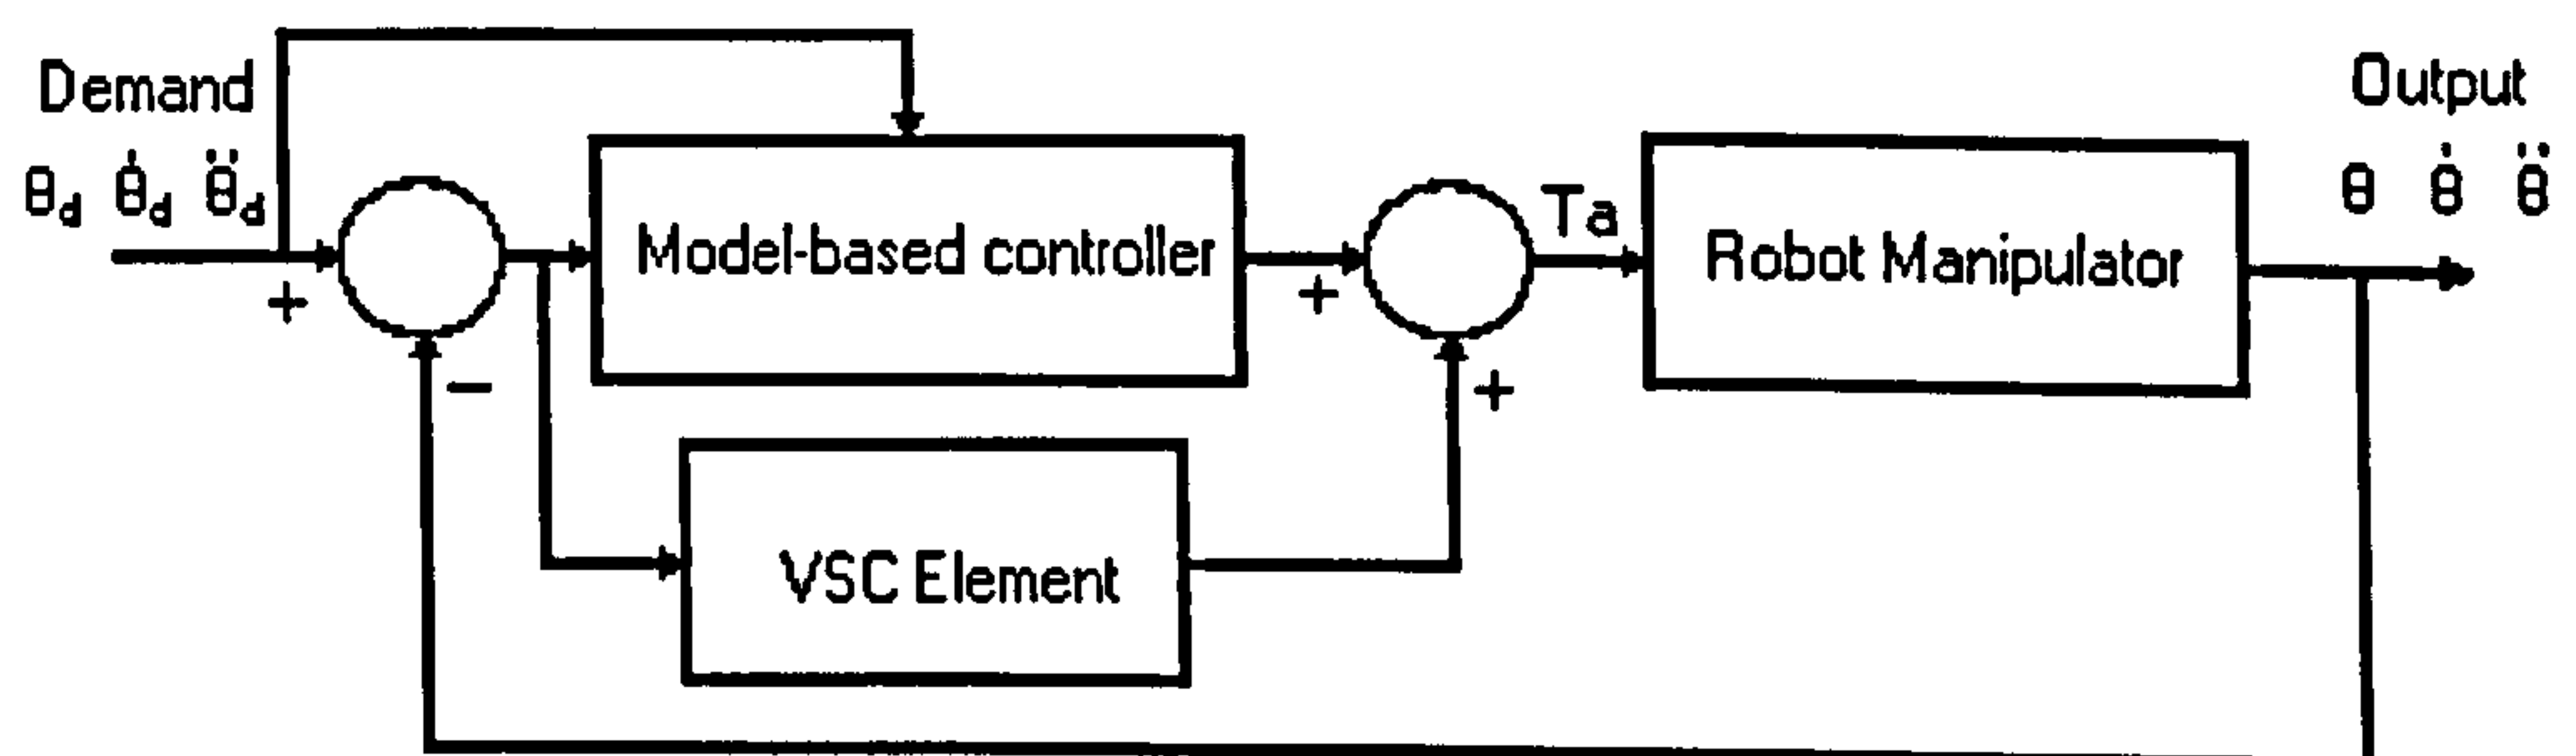 Demand
θd θ̇d θ̈d
+
−
Model-based controller
+
VSC Element
+
Ta
Robot Manipulator
Output
θ θ̇ θ̈